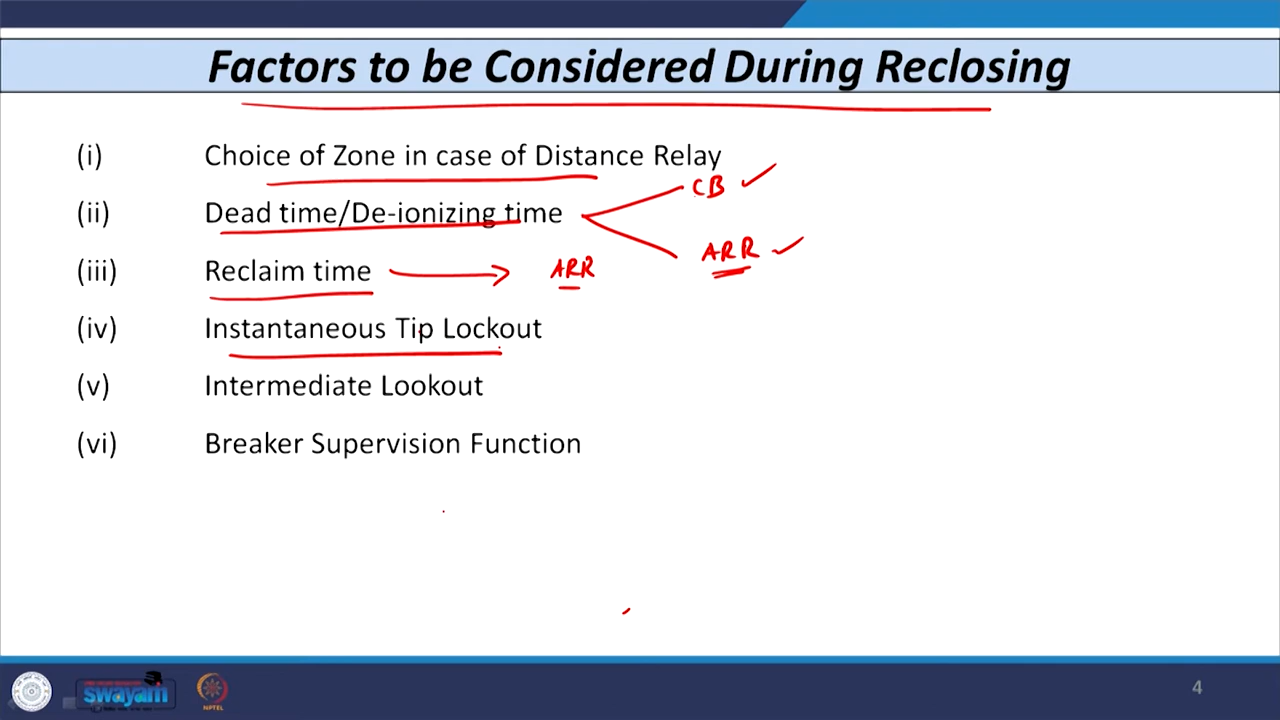 Factors to be Considered During Reclosing
(i) Choice of Zone in case of Distance Relay
CB
(ii) Dead time/De-ionizing time
ARR
(iii) Reclaim time ARR
(iv) Instantaneous Tip Lockout
(v) Intermediate Lookout
(vi) Breaker Supervision Function
4
swayam
NPTEL